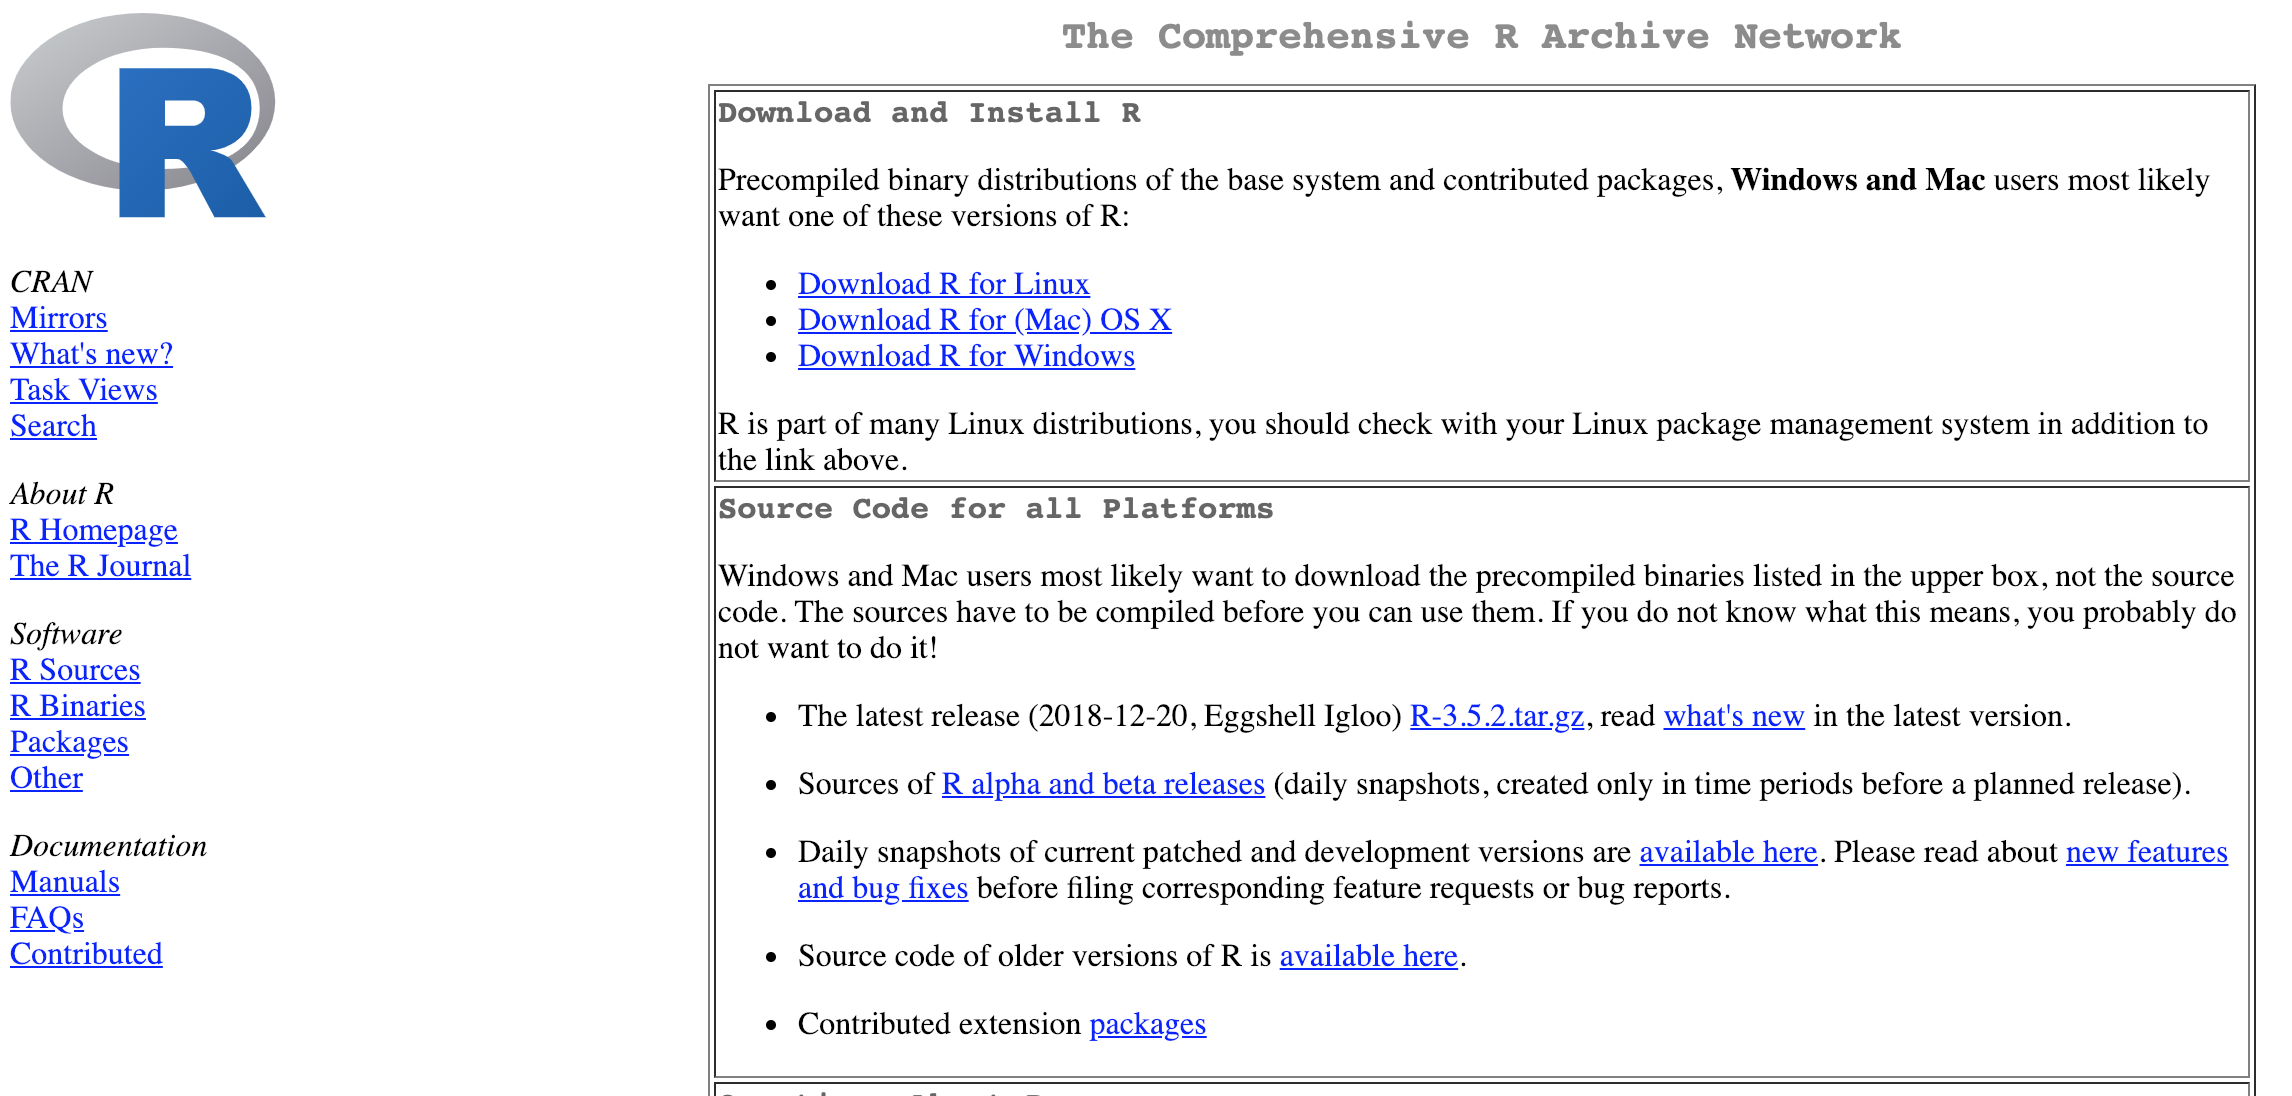 R
CRAN
Mirrors
What's new?
Task Views
Search
About R
R Homepage
The R Journal
Software
R Sources
R Binaries
Packages
Other
Documentation
Manuals
FAQs
Contributed
The Comprehensive R Archive Network
Download and Install R
Precompiled binary distributions of the base system and contributed packages, Windows and Mac users most likely
want one of these versions of R:
Download R for Linux
Download R for (Mac) OS X
Download R for Windows
R is part of many Linux distributions, you should check with your Linux package management system in addition to
the link above.
Source Code for all Platforms
Windows and Mac users most likely want to download the precompiled binaries listed in the upper box, not the source
code. The sources have to be compiled before you can use them. If you do not know what this means, you probably do
not want to do it!
The latest release (2018-12-20, Eggshell Igloo) R-3.5.2.tar.gz, read what's new in the latest version.
Sources of R alpha and beta releases (daily snapshots, created only in time periods before a planned release).
Daily snapshots of current patched and development versions are available here. Please read about new features
and bug fixes before filing corresponding feature requests or bug reports.
Source code of older versions of R is available here.
Contributed extension packages